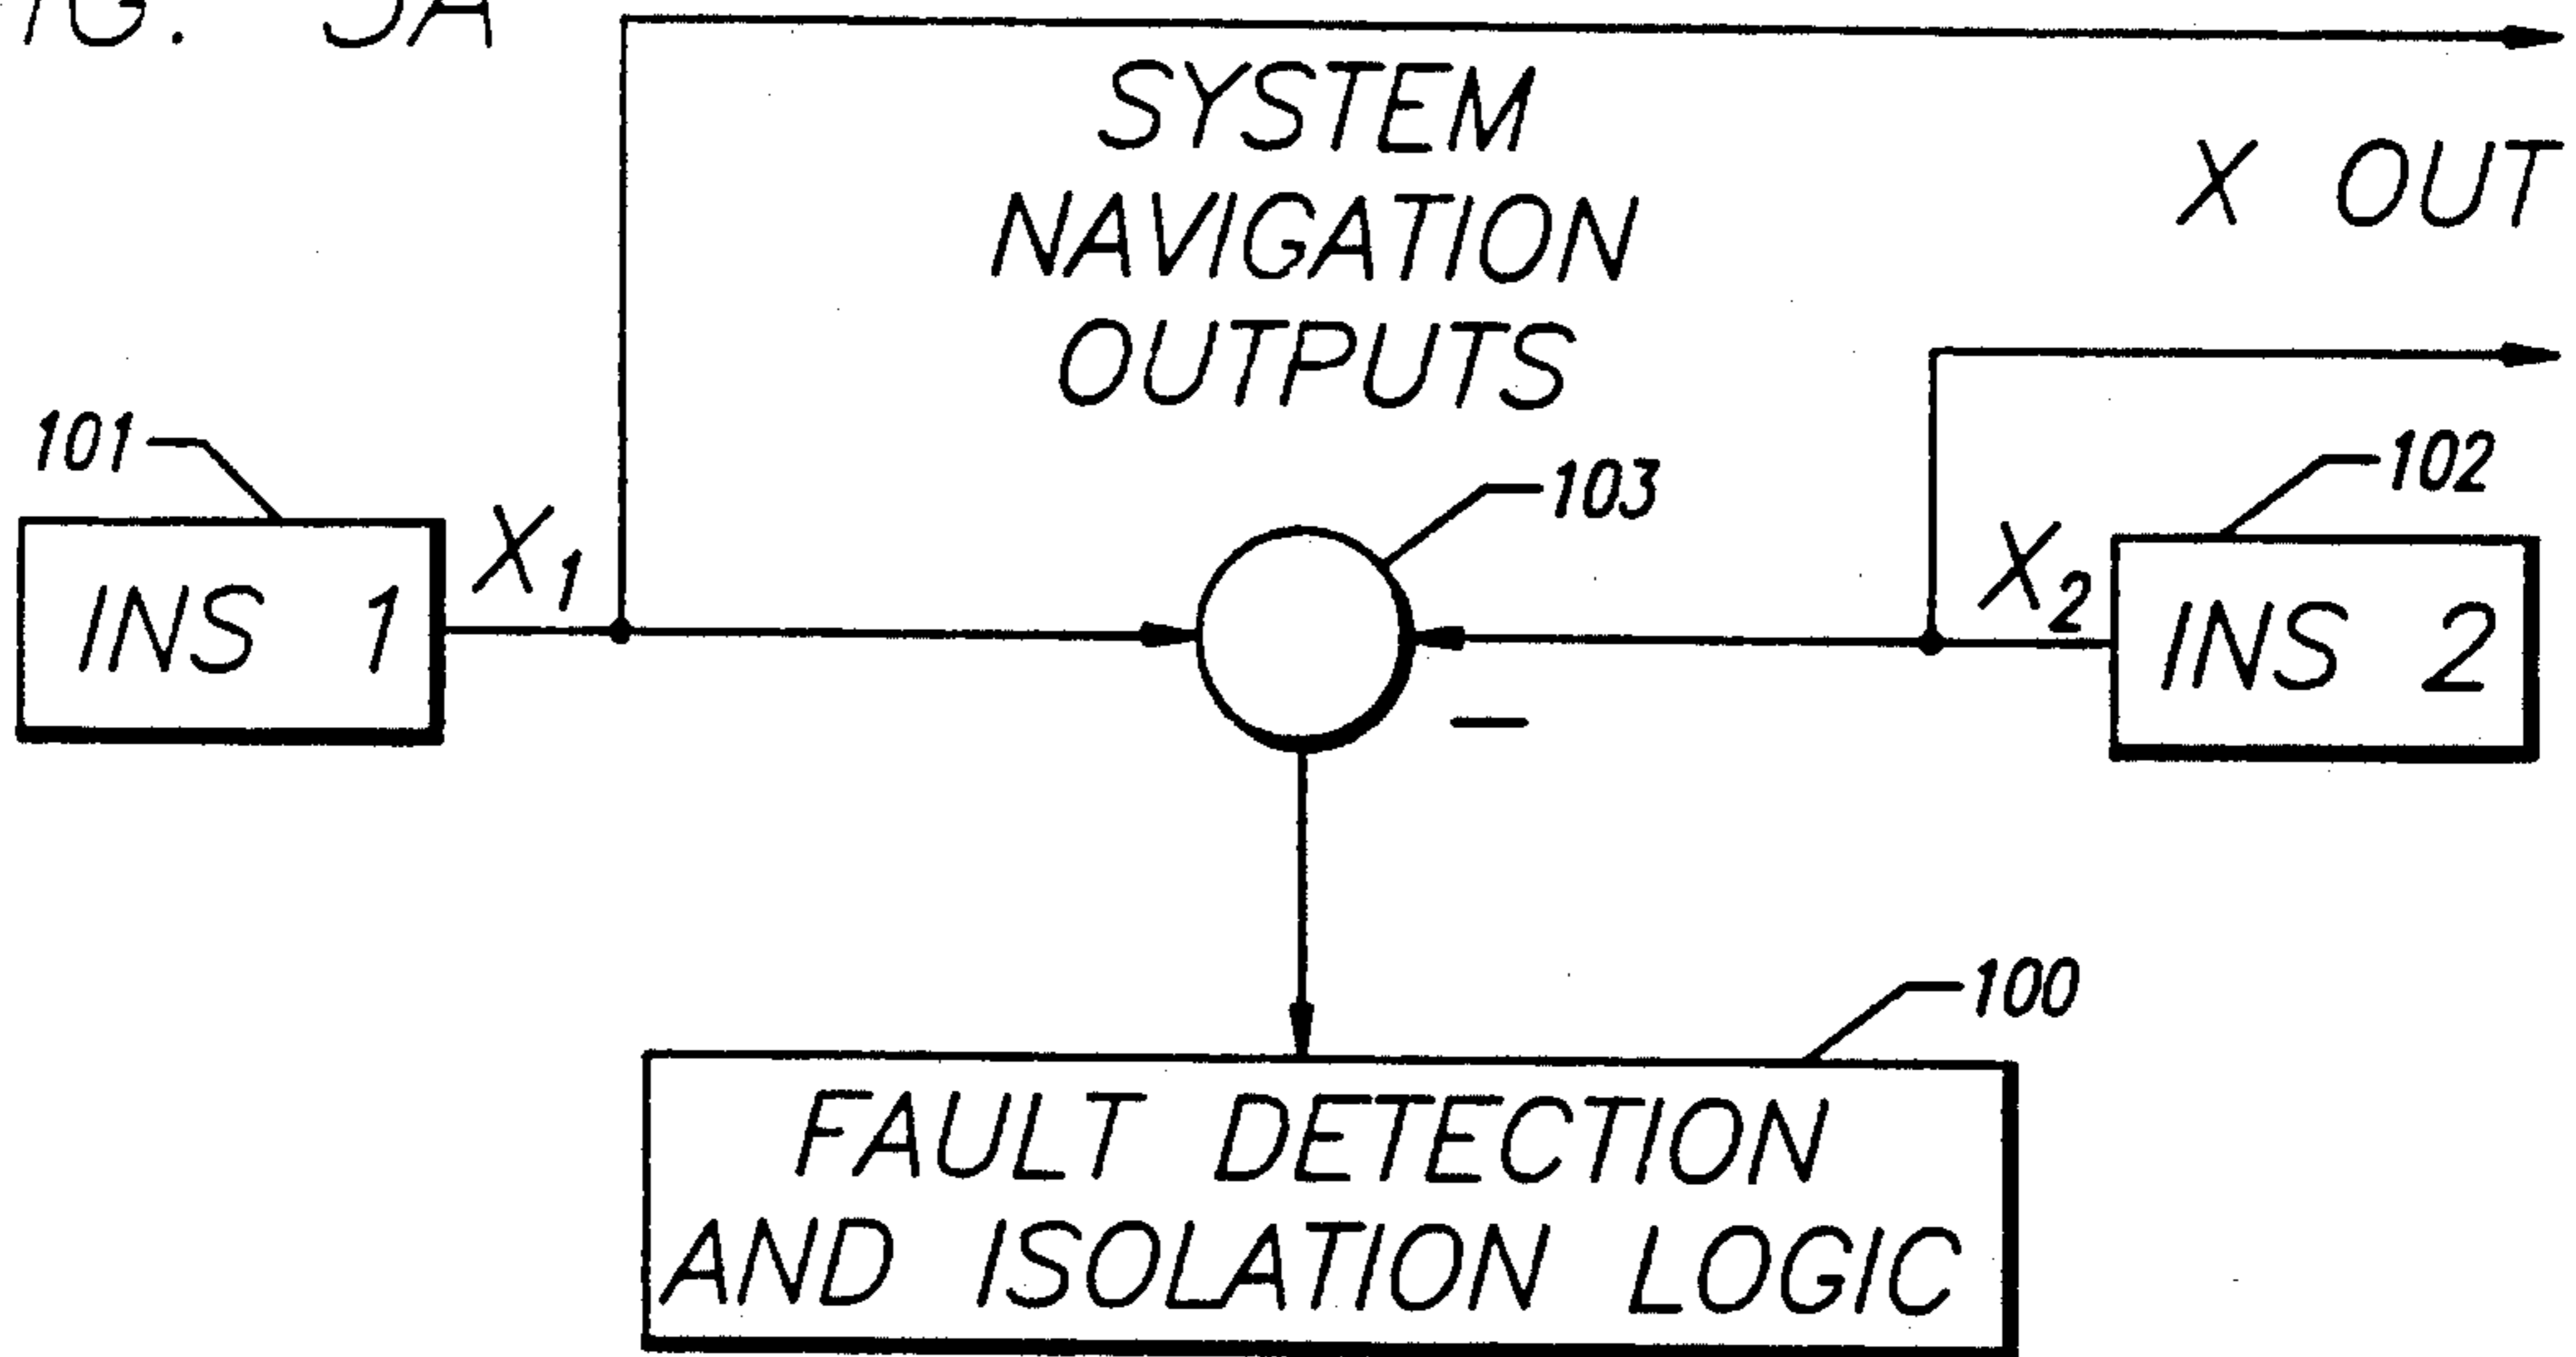 SYSTEM
NAVIGATION
OUTPUTS
X OUT
101
INS 1
X1
103
X2
102
INS 2
–
100
FAULT DETECTION
AND ISOLATION LOGIC